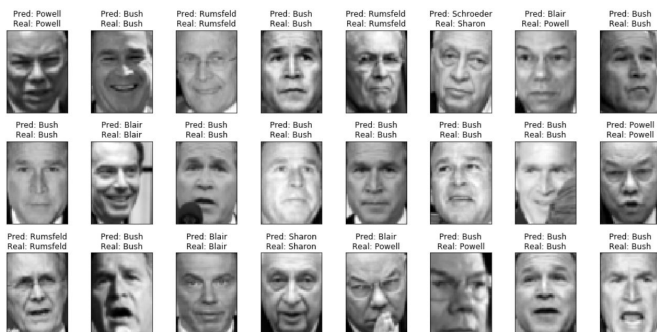 Pred: Powell
Real: Powell
Pred: Bush
Real: Bush
Pred: Rumsfeld
Real: Rumsfeld
Pred: Bush
Real: Bush
Pred: Rumsfeld
Real: Rumsfeld
Pred: Schroeder
Real: Sharon
Pred: Blair
Real: Powell
Pred: Bush
Real: Bush
Pred: Bush
Real: Bush
Pred: Blair
Real: Blair
Pred: Bush
Real: Bush
Pred: Bush
Real: Bush
Pred: Bush
Real: Bush
Pred: Bush
Real: Bush
Pred: Bush
Real: Bush
Pred: Powell
Real: Powell
Pred: Rumsfeld
Real: Rumsfeld
Pred: Bush
Real: Bush
Pred: Blair
Real: Blair
Pred: Sharon
Real: Sharon
Pred: Blair
Real: Powell
Pred: Bush
Real: Powell
Pred: Bush
Real: Bush
Pred: Bush
Real: Bush